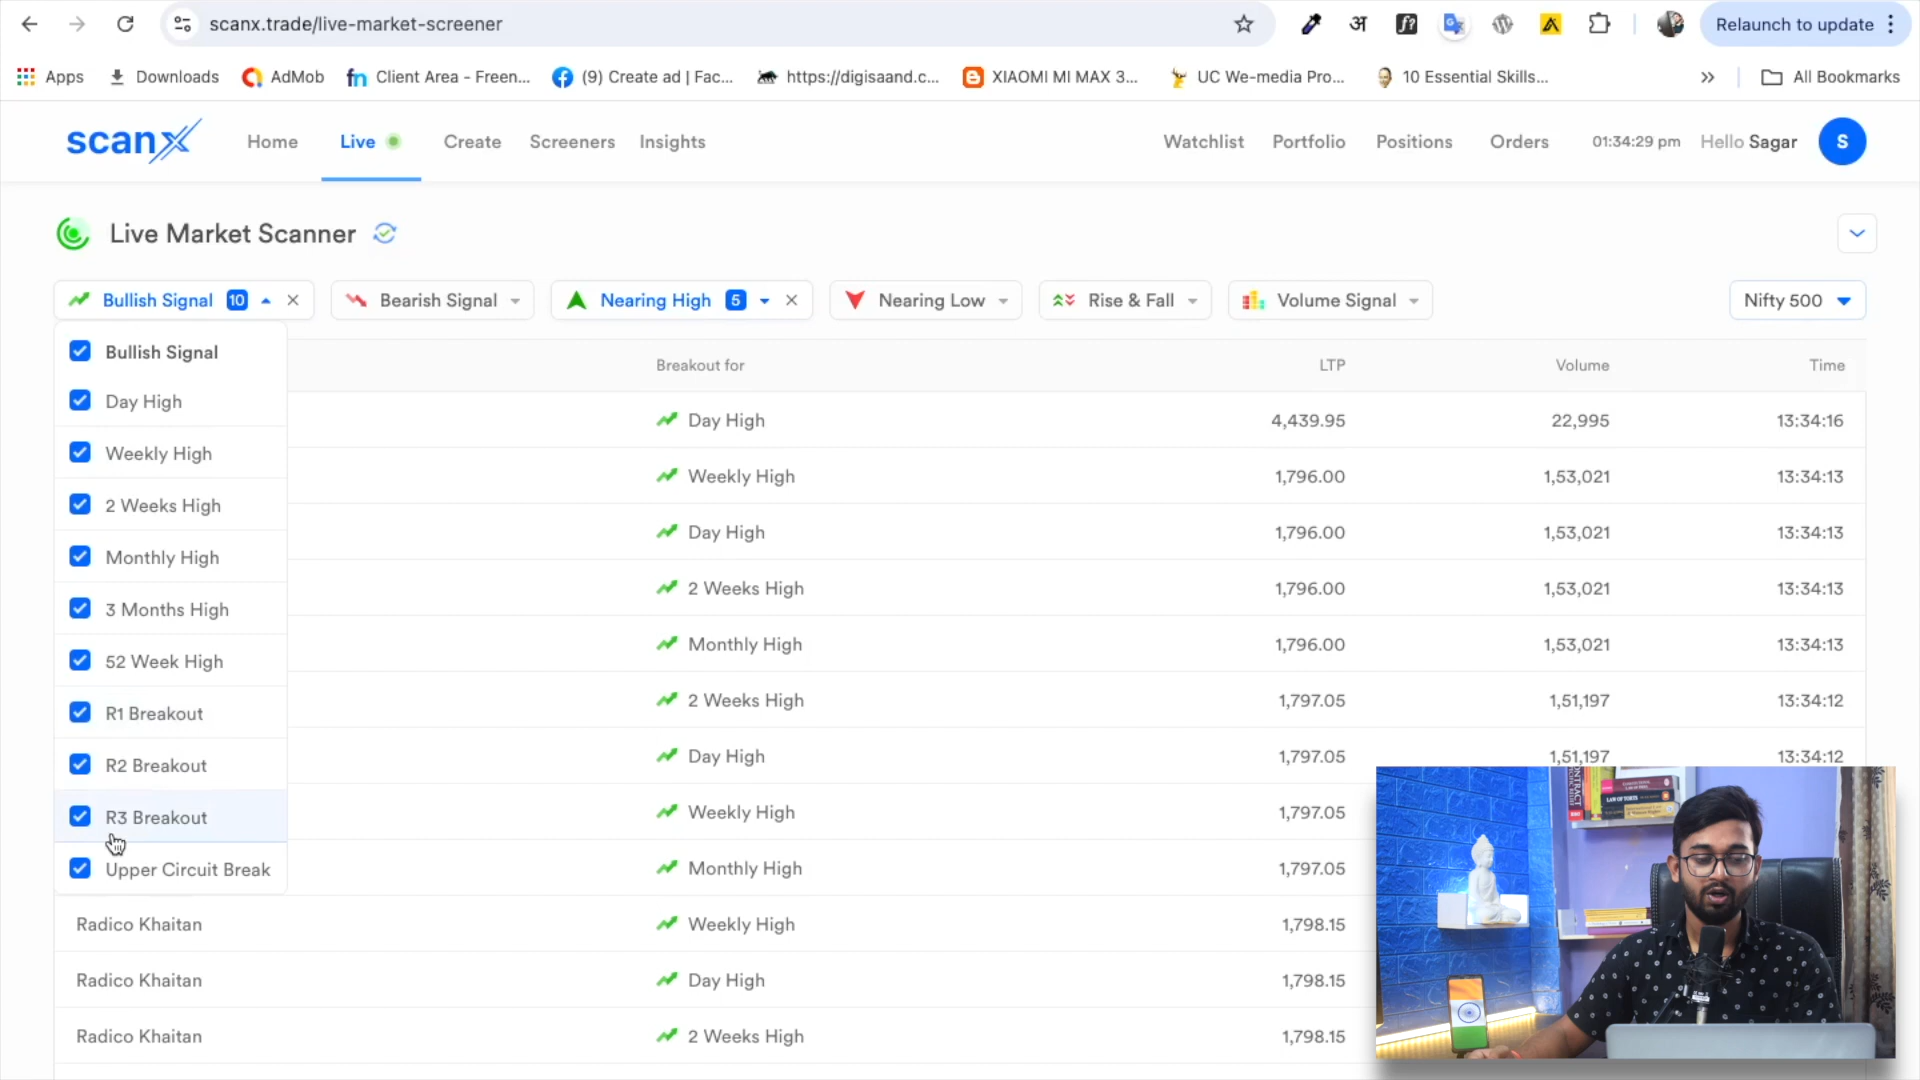 scanx.trade/live-market-screener
Relaunch to update
Apps Downloads AdMob Client Area - Freen... (9) Create ad | Fac... https://digisaand.c... XIAOMI MI MAX 3... UC We-media Pro... 10 Essential Skills... » All Bookmarks
scanx Home Live Create Screeners Insights Watchlist Portfolio Positions Orders 01:34:29 pm Hello Sagar S
Live Market Scanner
Bullish Signal 10 Bearish Signal Nearing High 5 Nearing Low Rise & Fall Volume Signal Nifty 500
Bullish Signal
Day High
Weekly High
2 Weeks High
Monthly High
3 Months High
52 Week High
R1 Breakout
R2 Breakout
R3 Breakout
Upper Circuit Break
Breakout for LTP Volume Time
Day High 4,439.95 22,995 13:34:16
Weekly High 1,796.00 1,53,021 13:34:13
Day High 1,796.00 1,53,021 13:34:13
2 Weeks High 1,796.00 1,53,021 13:34:13
Monthly High 1,796.00 1,53,021 13:34:13
2 Weeks High 1,797.05 1,51,197 13:34:12
Day High 1,797.05 1,51,197 13:34:12
Weekly High 1,797.05
Monthly High 1,797.05
Radico Khaitan Weekly High 1,798.15
Radico Khaitan Day High 1,798.15
Radico Khaitan 2 Weeks High 1,798.15
LAW OF TORTS